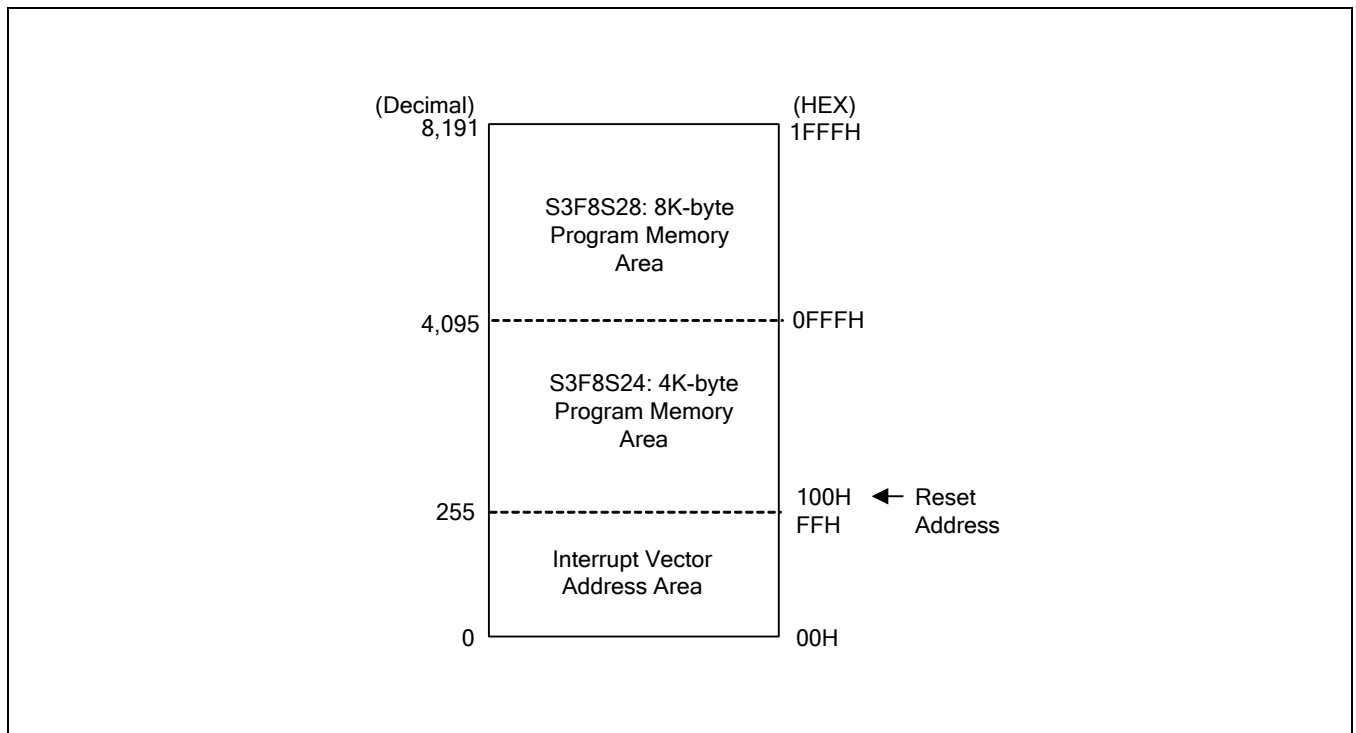 (Decimal)
(HEX)
8,191
1FFFH
S3F8S28: 8K-byte
Program Memory
Area
4,095
0FFFH
S3F8S24: 4K-byte
Program Memory
Area
255
100H
Reset
FFH
Address
Interrupt Vector
Address Area
0
00H